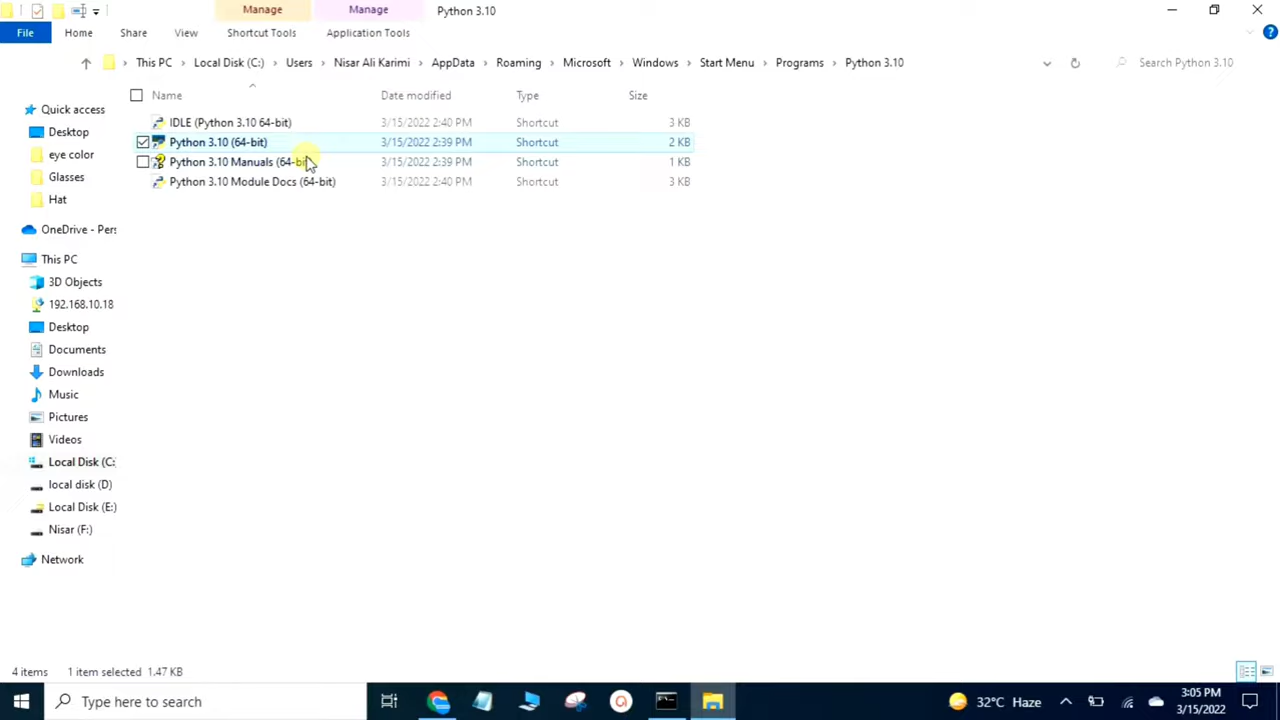 Manage Manage Python 3.10
File Home Share View Shortcut Tools Application Tools
This PC Local Disk (C:) Users Nisar Ali Karimi AppData Roaming Microsoft Windows Start Menu Programs Python 3.10 Search Python 3.10
Name Date modified Type Size
IDLE (Python 3.10 64-bit) 3/15/2022 2:40 PM Shortcut 3 KB
Python 3.10 (64-bit) 3/15/2022 2:39 PM Shortcut 2 KB
Python 3.10 Manuals (64-bit) 3/15/2022 2:39 PM Shortcut 1 KB
Python 3.10 Module Docs (64-bit) 3/15/2022 2:40 PM Shortcut 3 KB
Quick access
Desktop
eye color
Glasses
Hat
OneDrive - Pers
This PC
3D Objects
192.168.10.18
Desktop
Documents
Downloads
Music
Pictures
Videos
Local Disk (C:
local disk (D)
Local Disk (E:)
Nisar (F:)
Network
4 items 1 item selected 1.47 KB
Type here to search 32°C Haze 3:05 PM
3/15/2022